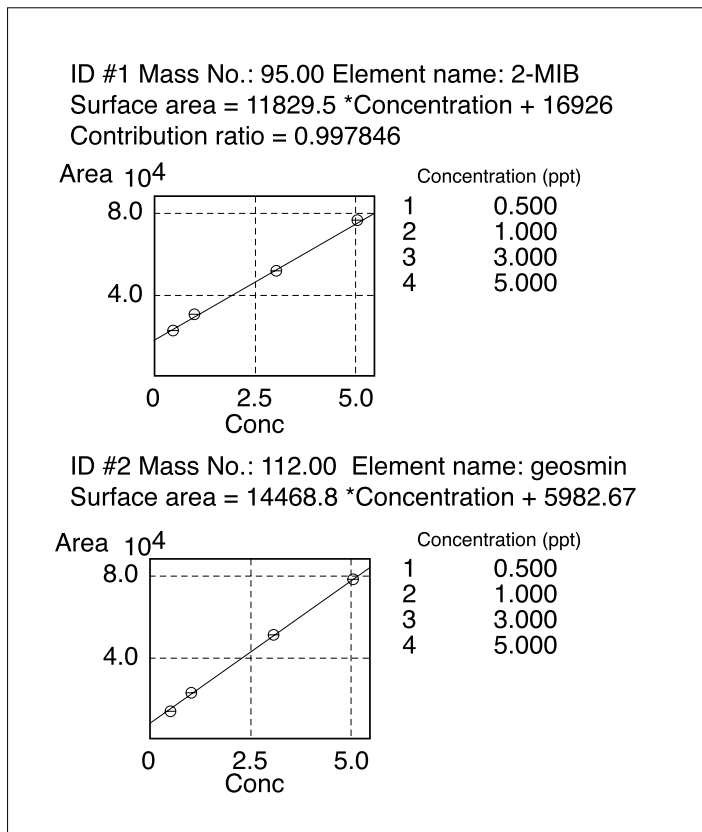 ID #1 Mass No.: 95.00 Element name: 2-MIB
Surface area = 11829.5 *Concentration + 16926
Contribution ratio = 0.997846
Area 10⁴
8.0
4.0
0 2.5 5.0
Conc
Concentration (ppt)
1 0.500
2 1.000
3 3.000
4 5.000
ID #2 Mass No.: 112.00 Element name: geosmin
Surface area = 14468.8 *Concentration + 5982.67
Area 10⁴
8.0
4.0
0 2.5 5.0
Conc
Concentration (ppt)
1 0.500
2 1.000
3 3.000
4 5.000